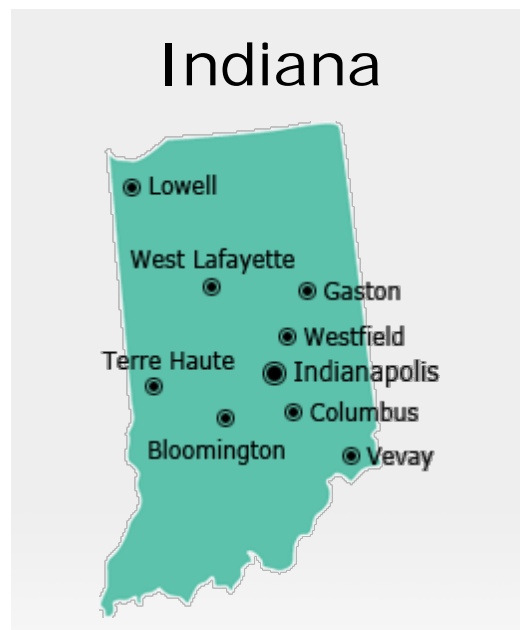 Indiana
Lowell
West Lafayette
Gaston
Westfield
Terre Haute
Indianapolis
Columbus
Bloomington
Vevay